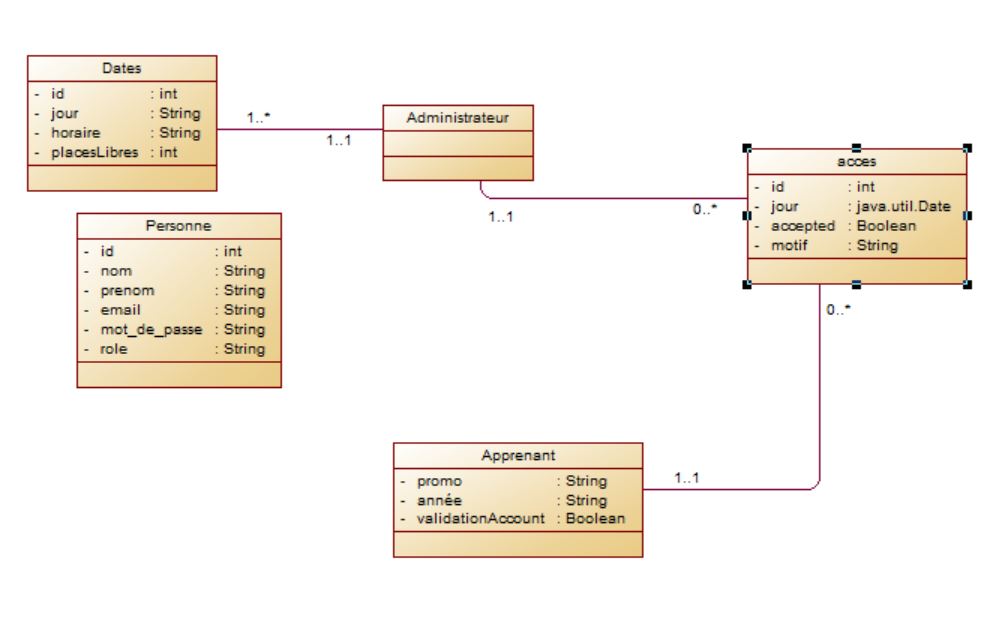 Dates
- id : int
- jour : String
- horaire : String
- placesLibres : int
1..*
1..1
Administrateur
1..1
0..*
acces
- id : int
- jour : java.util.Date
- accepted : Boolean
- motif : String
Personne
- id : int
- nom : String
- prenom : String
- email : String
- mot_de_passe : String
- role : String
0..*
Apprenant
- promo : String
- année : String
- validationAccount : Boolean
1..1